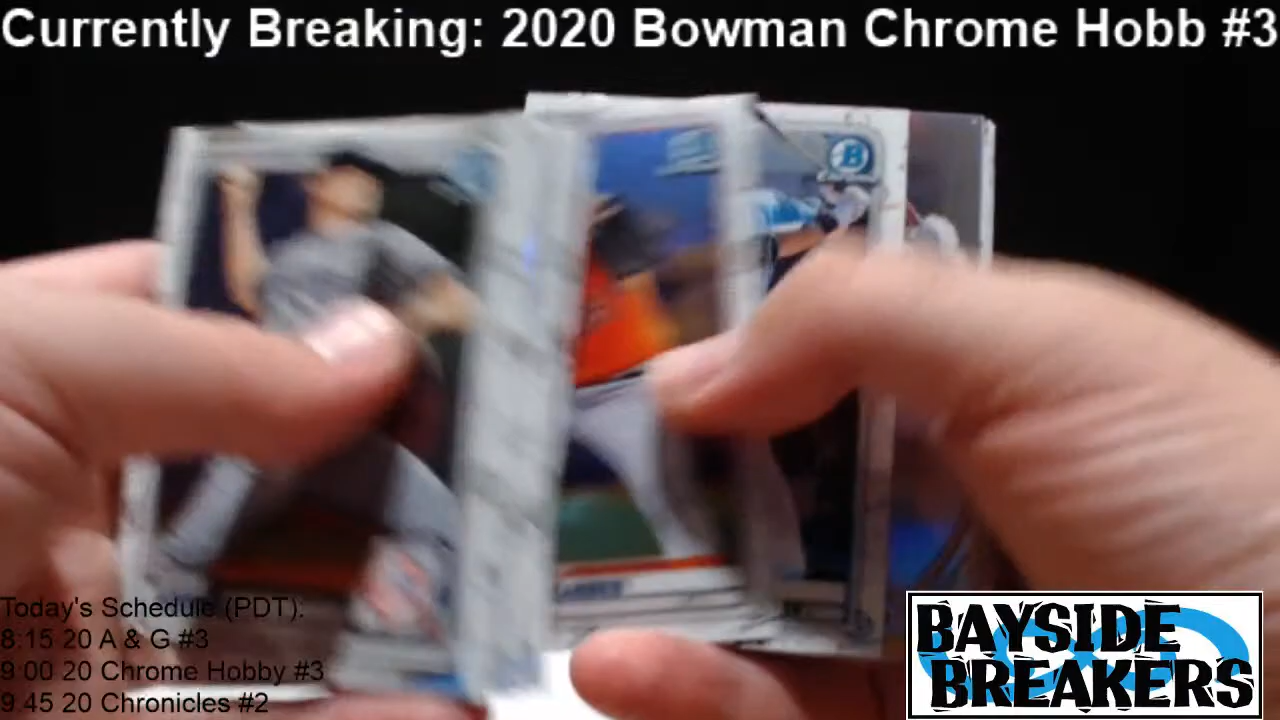 Currently Breaking: 2020 Bowman Chrome Hobb #3
B
Today's Schedule (PDT):
8:15 20 A & G #3
9:00 20 Chrome Hobby #3
9:45 20 Chronicles #2
BAYSIDE
BREAKERS